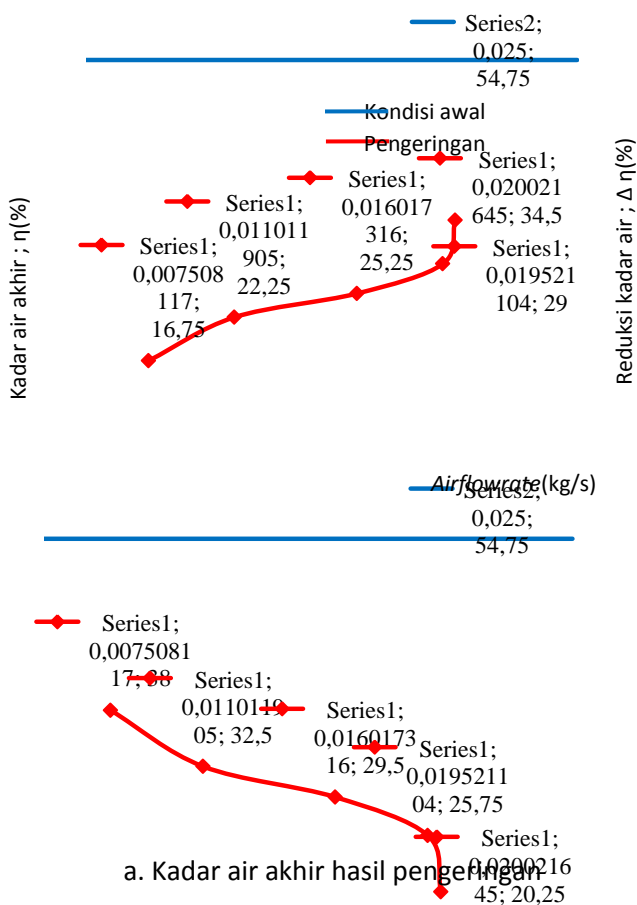 Series2;
0,025;
54,75
Kondisi awal
Pengeringan
Series1;
0,020021
645; 34,5
Series1;
0,016017
316;
25,25
Series1;
0,011011
905;
22,25
Series1;
0,007508
117;
16,75
Series1;
0,019521
104; 29
Kadar air akhir ; η(%)
Reduksi kadar air ; Δ η(%)
Airflowrate(kg/s)
Series2;
0,025;
54,75
Series1;
0,0075081
17; 38
Series1;
0,0110119
05; 32,5
Series1;
0,0160173
16; 29,5
Series1;
0,0195211
04; 25,75
Series1;
0,0200216
45; 20,25
a. Kadar air akhir hasil pengeringan